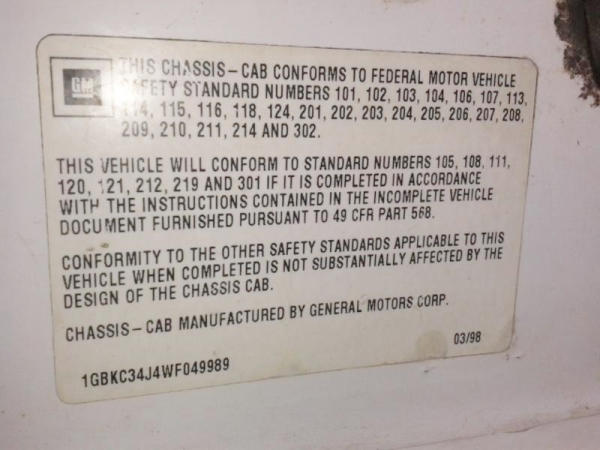 GM
THIS CHASSIS-CAB CONFORMS TO FEDERAL MOTOR VEHICLE
SAFETY STANDARD NUMBERS 101, 102, 103, 104, 106, 107, 113,
114, 115, 116, 118, 124, 201, 202, 203, 204, 205, 206, 207, 208,
209, 210, 211, 214 AND 302.
THIS VEHICLE WILL CONFORM TO STANDARD NUMBERS 105, 108, 111,
120, 121, 212, 219 AND 301 IF IT IS COMPLETED IN ACCORDANCE
WITH THE INSTRUCTIONS CONTAINED IN THE INCOMPLETE VEHICLE
DOCUMENT FURNISHED PURSUANT TO 49 CFR PART 568.
CONFORMITY TO THE OTHER SAFETY STANDARDS APPLICABLE TO THIS
VEHICLE WHEN COMPLETED IS NOT SUBSTANTIALLY AFFECTED BY THE
DESIGN OF THE CHASSIS CAB.
CHASSIS-CAB MANUFACTURED BY GENERAL MOTORS CORP.
03/98
1GBKC34J4WF049989